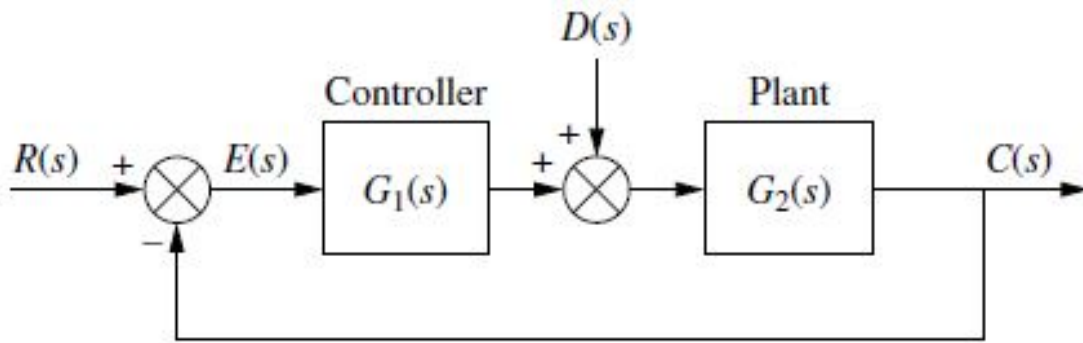 D(s)
Controller
Plant
R(s) + E(s) G₁(s) + + G₂(s) C(s)
−